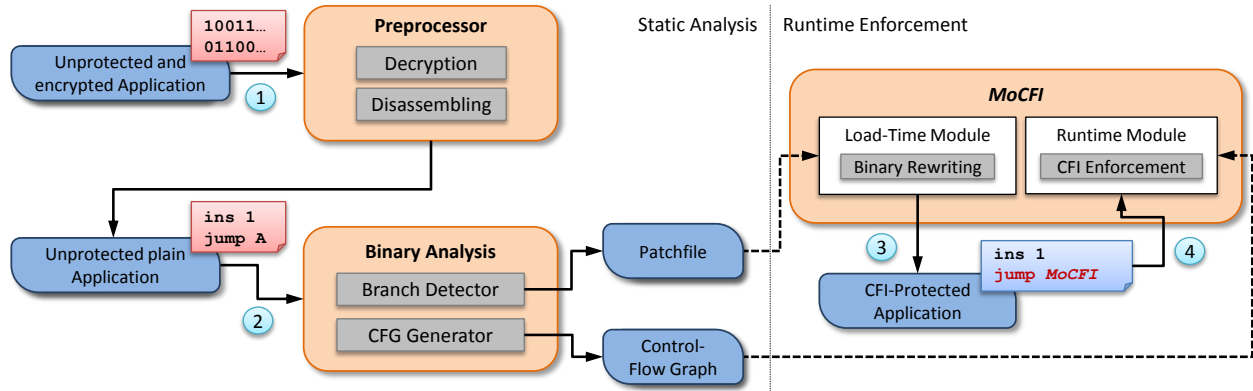 Static Analysis
Runtime Enforcement
10011…
01100…
Unprotected and
encrypted Application
1
Preprocessor
Decryption
Disassembling
ins 1
jump A
Unprotected plain
Application
2
Binary Analysis
Branch Detector
CFG Generator
Patchfile
Control-
Flow Graph
MoCFI
Load-Time Module
Binary Rewriting
Runtime Module
CFI Enforcement
3
ins 1
jump MoCFI
CFI-Protected
Application
4